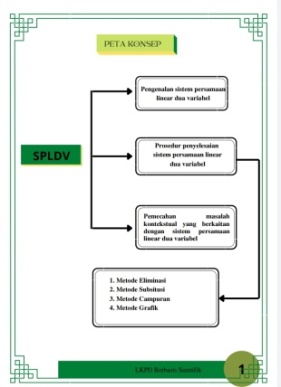 PETA KONSEP
Pengenalan sistem persamaan
linear dua variabel
SPLDV
Prosedur penyelesaian
sistem persamaan linear
dua variabel
Pemecahan masalah
kontekstual yang berkaitan
dengan sistem persamaan
linear dua variabel
1. Metode Eliminasi
2. Metode Subsitusi
3. Metode Campuran
4. Metode Grafik
LKPD Berbasis Saintifik
1